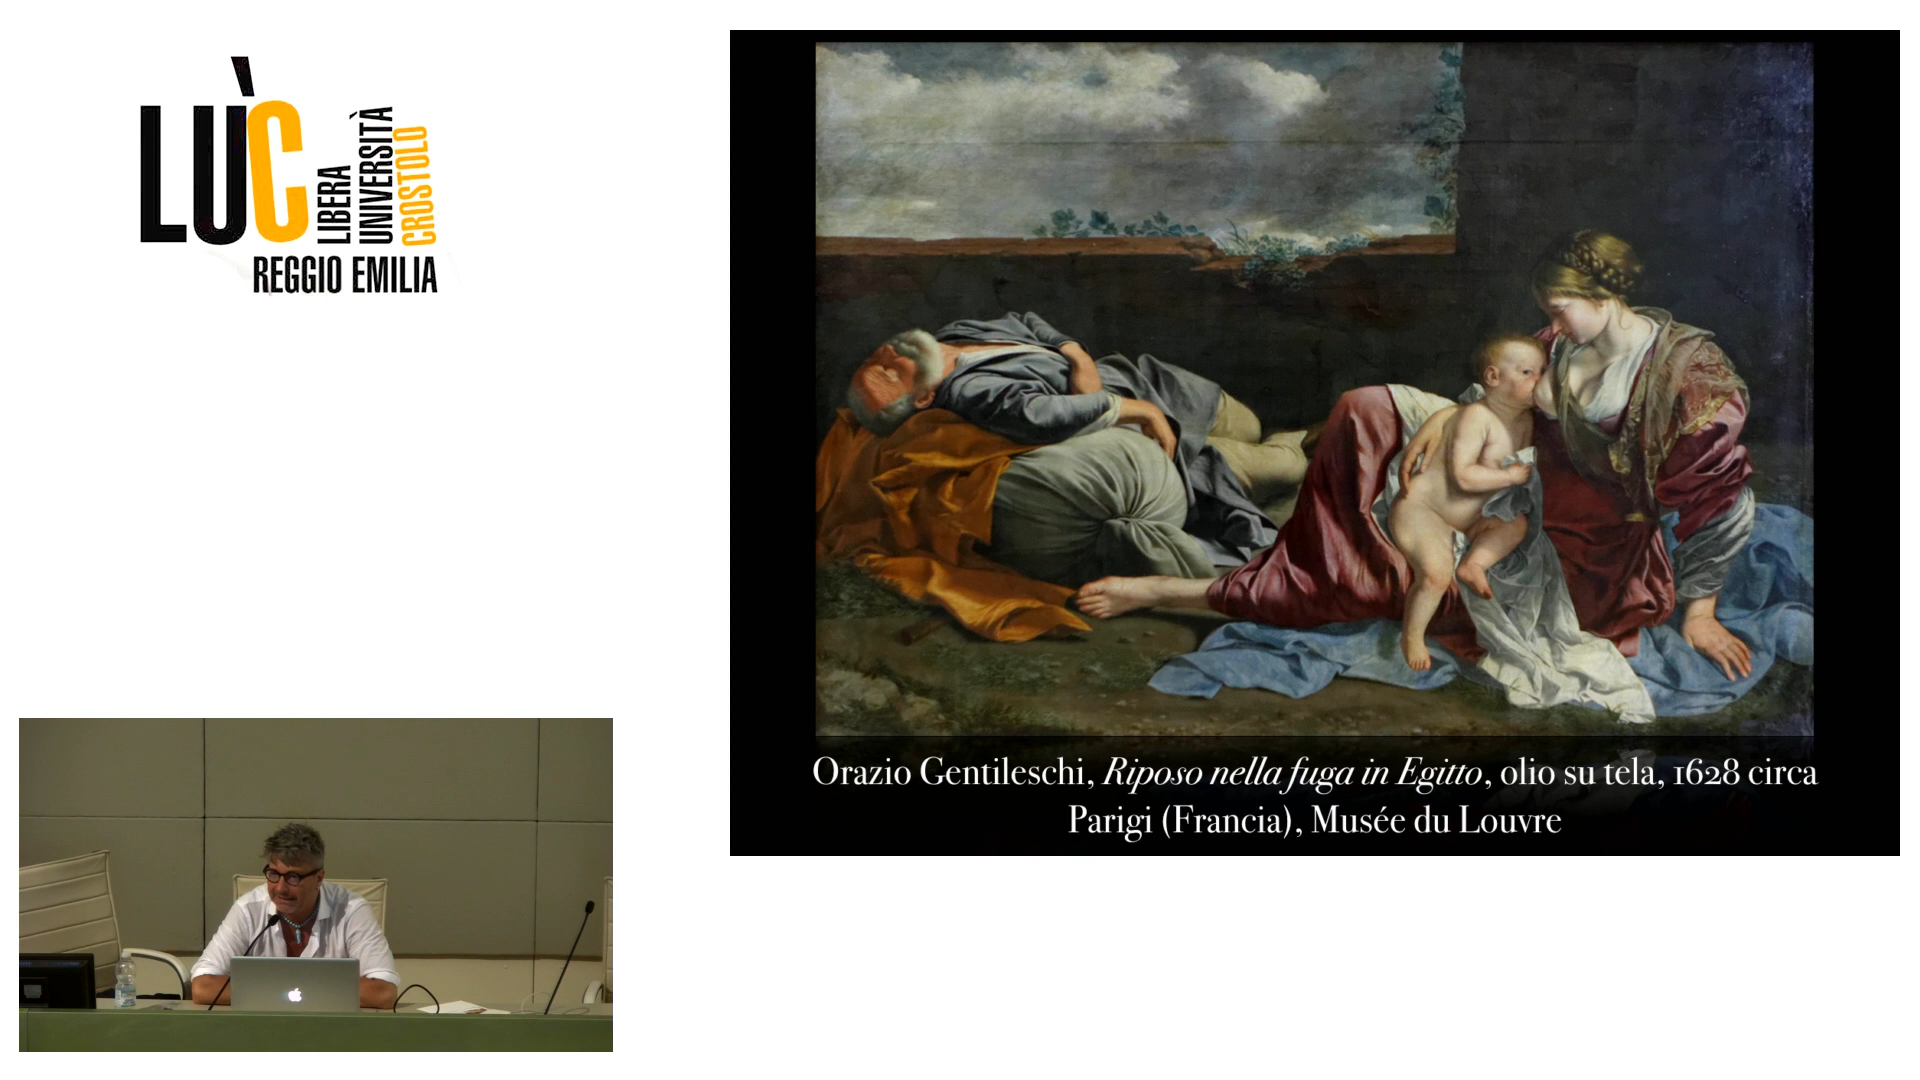 LÙC
LIBERA
UNIVERSITÀ
CROSTOLO
REGGIO EMILIA
Orazio Gentileschi, Riposo nella fuga in Egitto, olio su tela, 1628 circa
Parigi (Francia), Musée du Louvre